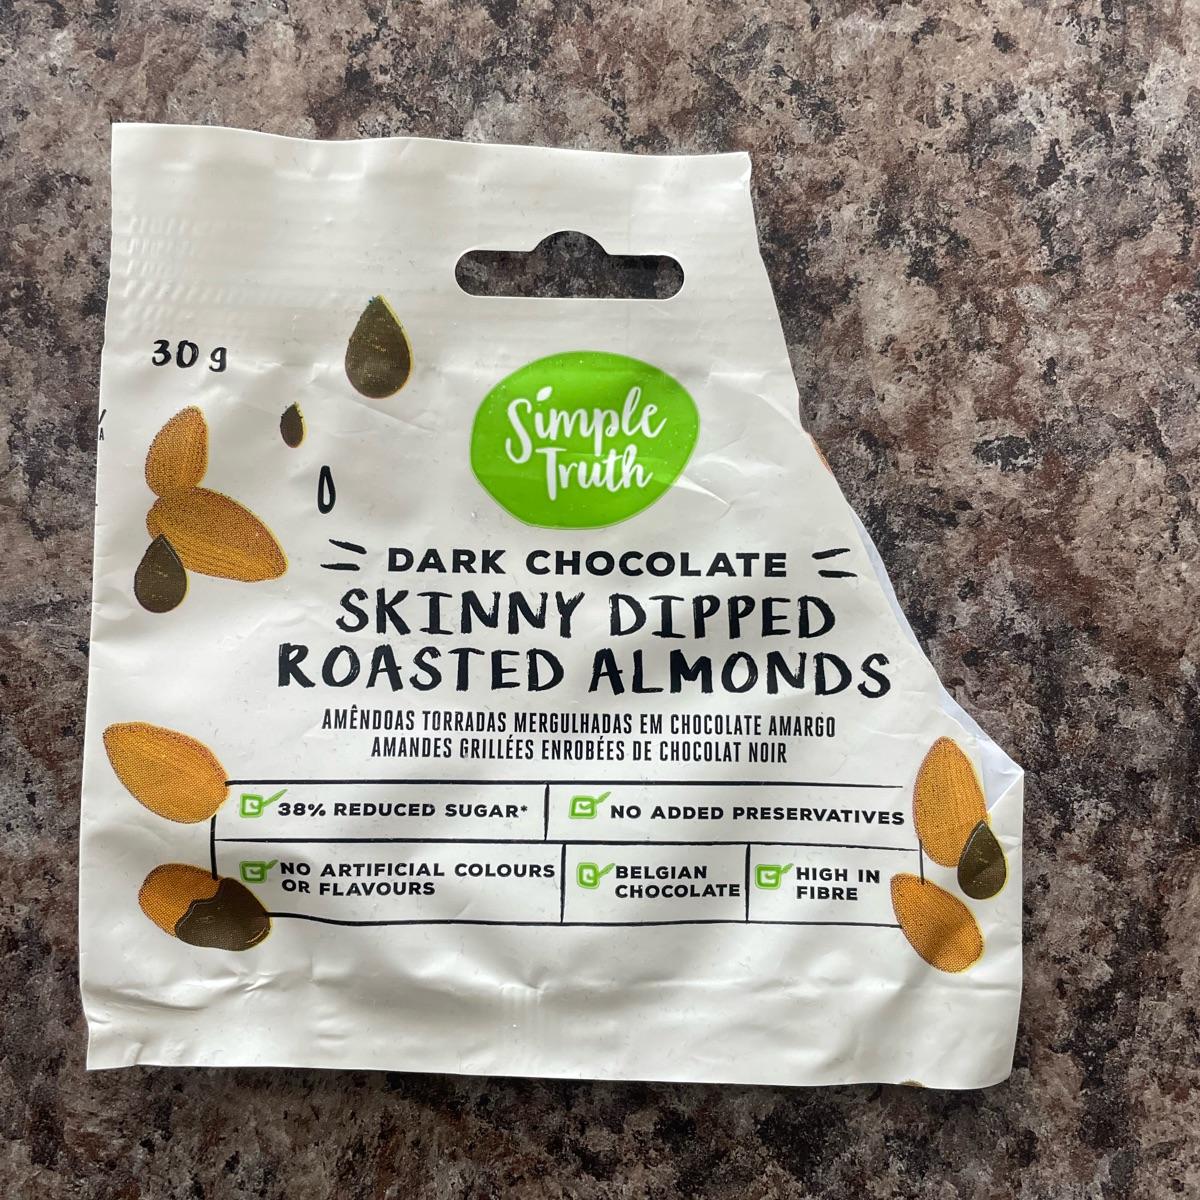 30 g
Simple
Truth
DARK CHOCOLATE
SKINNY DIPPED
ROASTED ALMONDS
AMÊNDOAS TORRADAS MERGULHADAS EM CHOCOLATE AMARGO
AMANDES GRILLÉES ENROBÉES DE CHOCOLAT NOIR
38% REDUCED SUGAR*
NO ADDED PRESERVATIVES
NO ARTIFICIAL COLOURS
OR FLAVOURS
BELGIAN
CHOCOLATE
HIGH IN
FIBRE